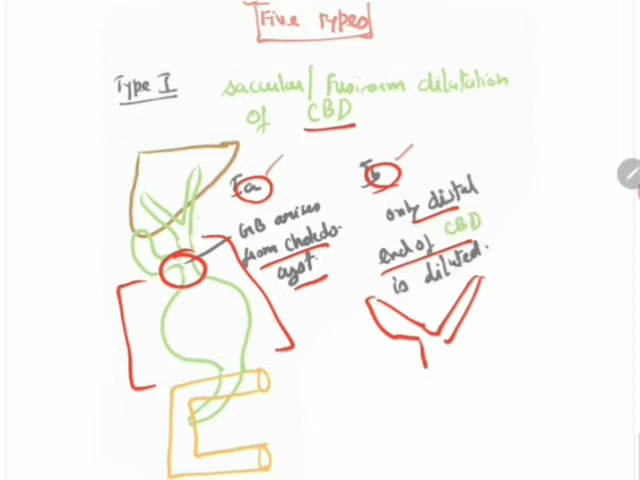 Five Types
Type I
saccular/ fusiform dilatation
of CBD
Ia
GB arises
from choledo-
cyst.
Ib
only distal
end of CBD
is diluted.